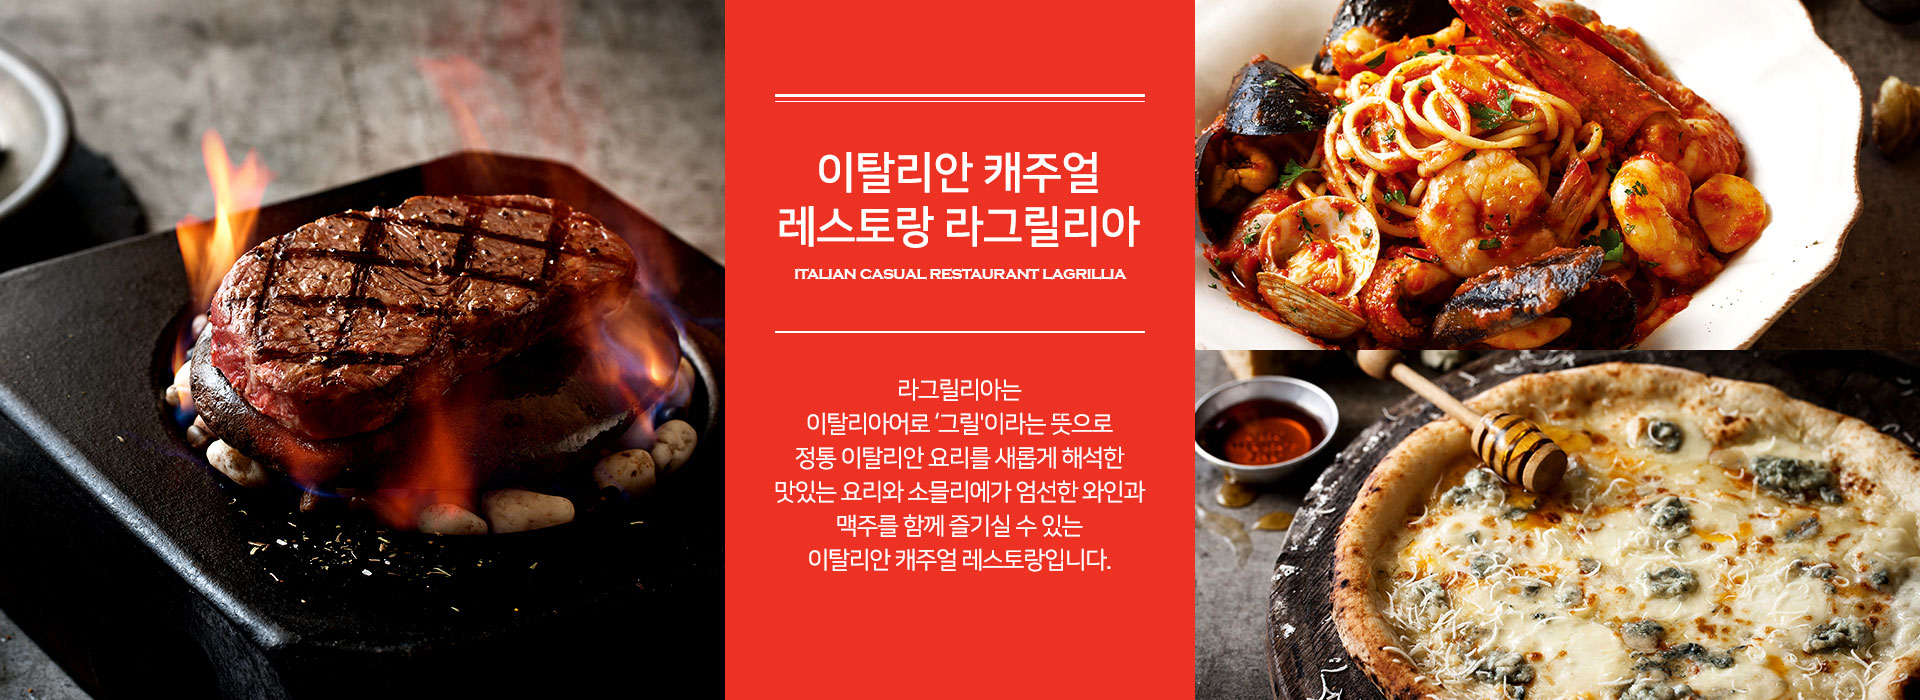 이탈리안 캐주얼
레스토랑 라그릴리아
ITALIAN CASUAL RESTAURANT LAGRILLIA
라그릴리아는
이탈리아어로 ‘그릴'이라는 뜻으로
정통 이탈리안 요리를 새롭게 해석한
맛있는 요리와 소믈리에가 엄선한 와인과
맥주를 함께 즐기실 수 있는
이탈리안 캐주얼 레스토랑입니다.